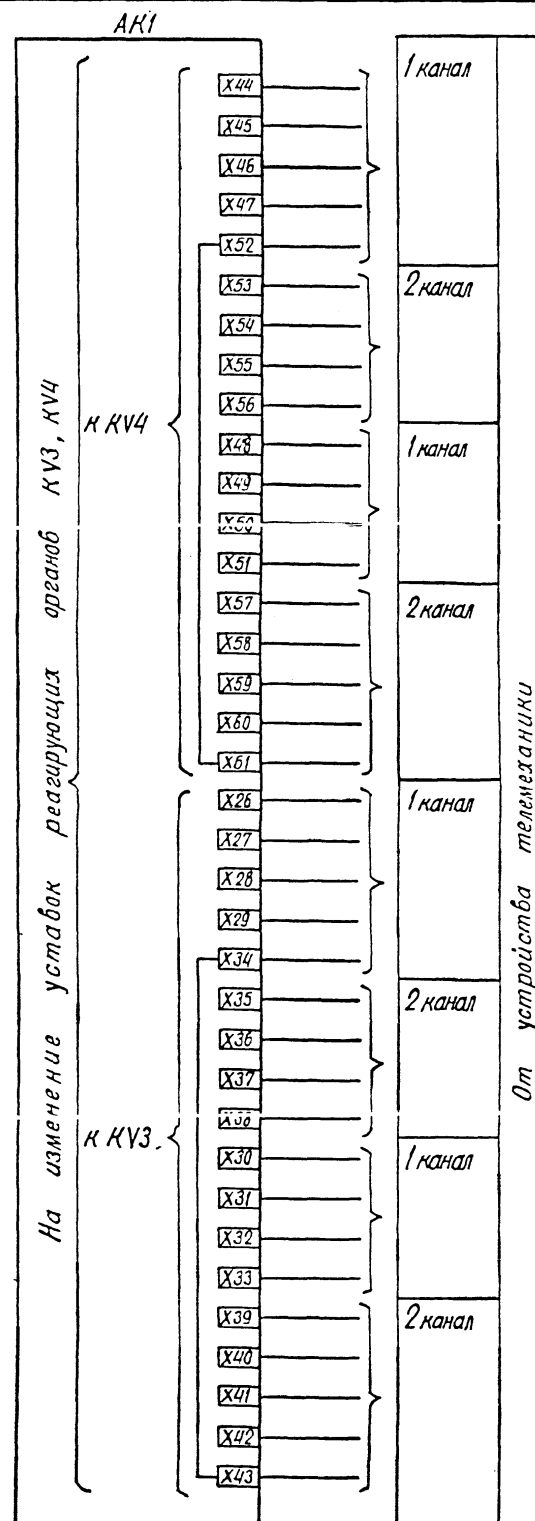 АК1
На изменение уставок реагирующих органов KV3, KV4
к KV4
к KV3.
X44
X45
X46
X47
X52
X53
X54
X55
X56
X48
X49
X50
X51
X57
X58
X59
X60
X61
X26
X27
X28
X29
X34
X35
X36
X37
X38
X30
X31
X32
X33
X39
X40
X41
X42
X43
1 канал
2 канал
1 канал
2 канал
1 канал
2 канал
1 канал
2 канал
От устройства телемеханики